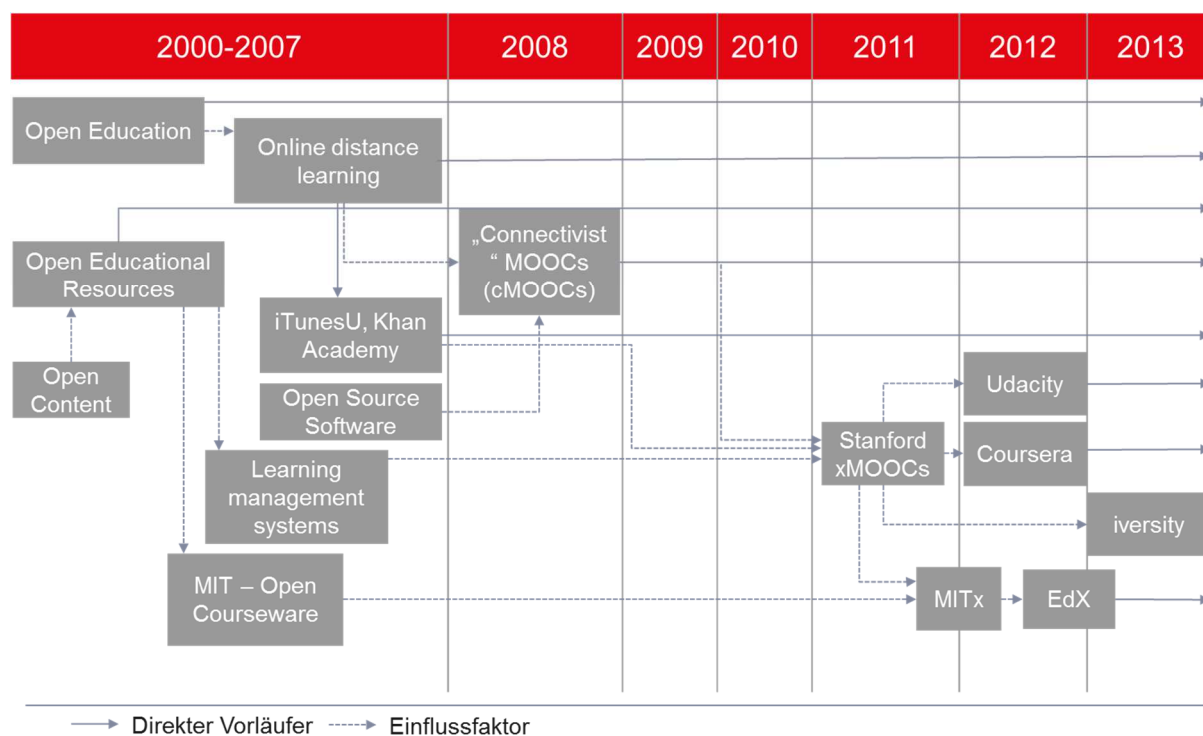 2000-2007
2008
2009
2010
2011
2012
2013
Open Education
Online distance
learning
Open Educational
Resources
„Connectivist
“ MOOCs
(cMOOCs)
iTunesU, Khan
Academy
Open
Content
Open Source
Software
Udacity
Stanford
xMOOCs
Coursera
Learning
management
systems
iversity
MIT – Open
Courseware
MITx
EdX
Direkter Vorläufer
Einflussfaktor